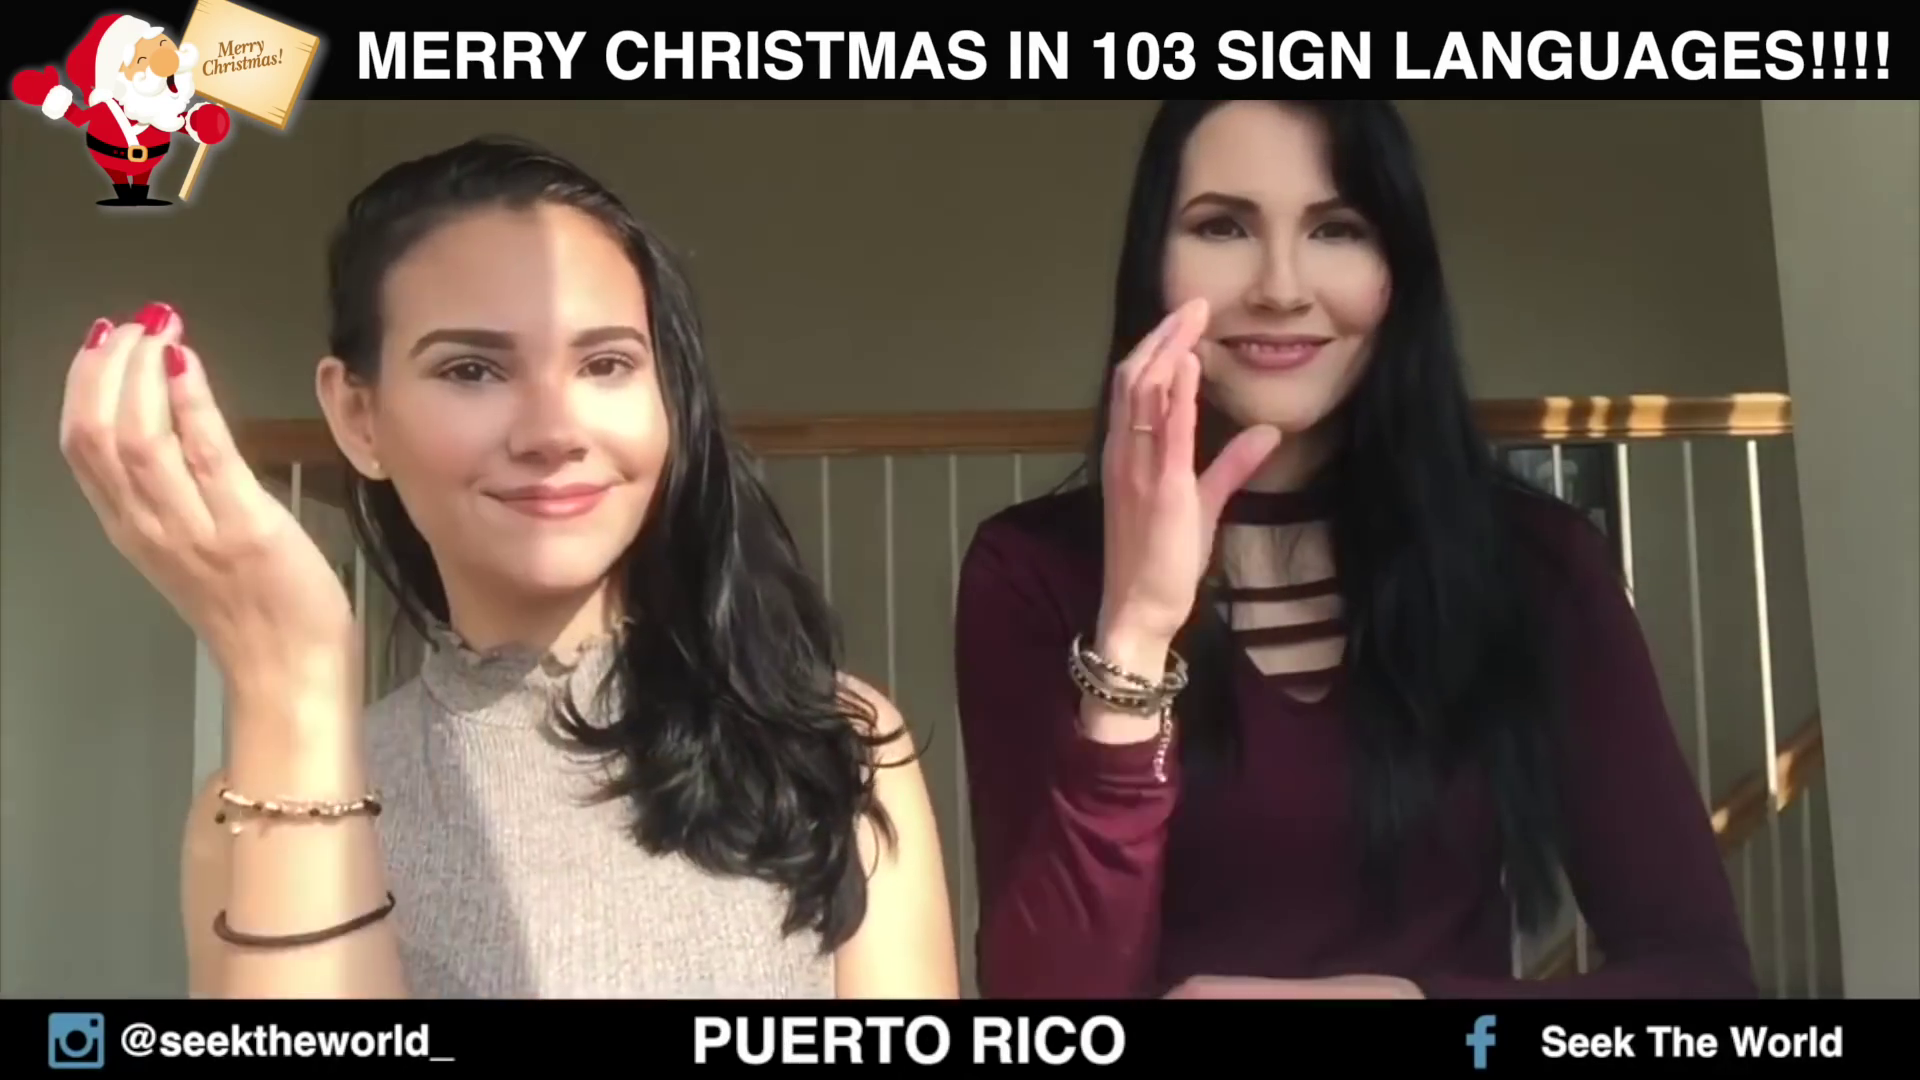 Merry
Christmas!
MERRY CHRISTMAS IN 103 SIGN LANGUAGES!!!!
@seektheworld_
PUERTO RICO
Seek The World